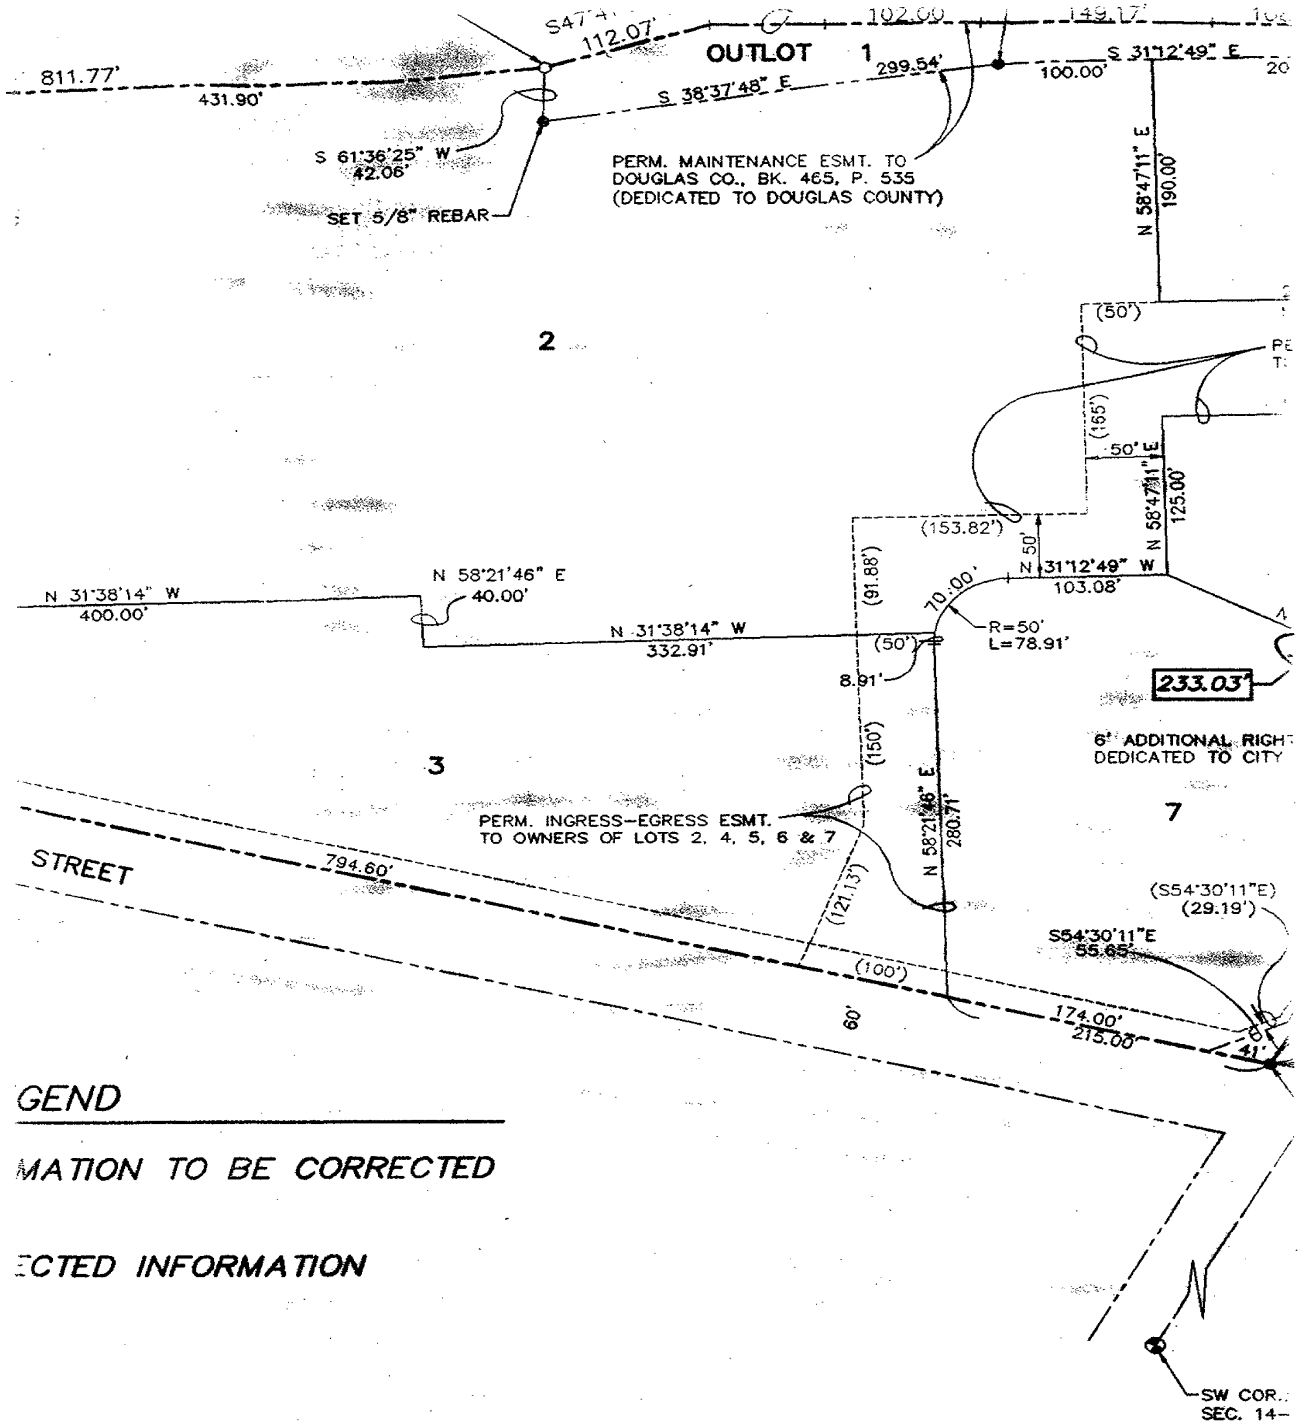 S47°4
112.07'
102.00
149.17'
811.77'
431.90'
OUTLOT 1
299.54'
S 31°12'49" E
100.00'
20
S 38°37'48" E
S 61°36'25" W
42.06'
SET 5/8" REBAR
PERM. MAINTENANCE ESMT. TO
DOUGLAS CO., BK. 465, P. 535
(DEDICATED TO DOUGLAS COUNTY)
N 58°47'11" E
190.00'
(50')
2
PE
(165')
50'
N 58°47'11" E
125.00'
(153.82')
50'
(91.88')
N 31°12'49" W
103.08'
70.00'
R=50'
L=78.91'
N 31°38'14" W
400.00'
N 58°21'46" E
40.00'
N 31°38'14" W
332.91'
(50')
8.91'
233.03'
6' ADDITIONAL RIGHT
DEDICATED TO CITY
3
(150')
N 58°21'46" E
280.71'
7
PERM. INGRESS-EGRESS ESMT.
TO OWNERS OF LOTS 2, 4, 5, 6 & 7
STREET
794.60'
(121.13')
(S54°30'11"E)
(29.19')
S54°30'11"E
55.65'
(100')
60'
174.00'
215.00'
41'
GEND
MATION TO BE CORRECTED
ECTED INFORMATION
SW COR.
SEC. 14-